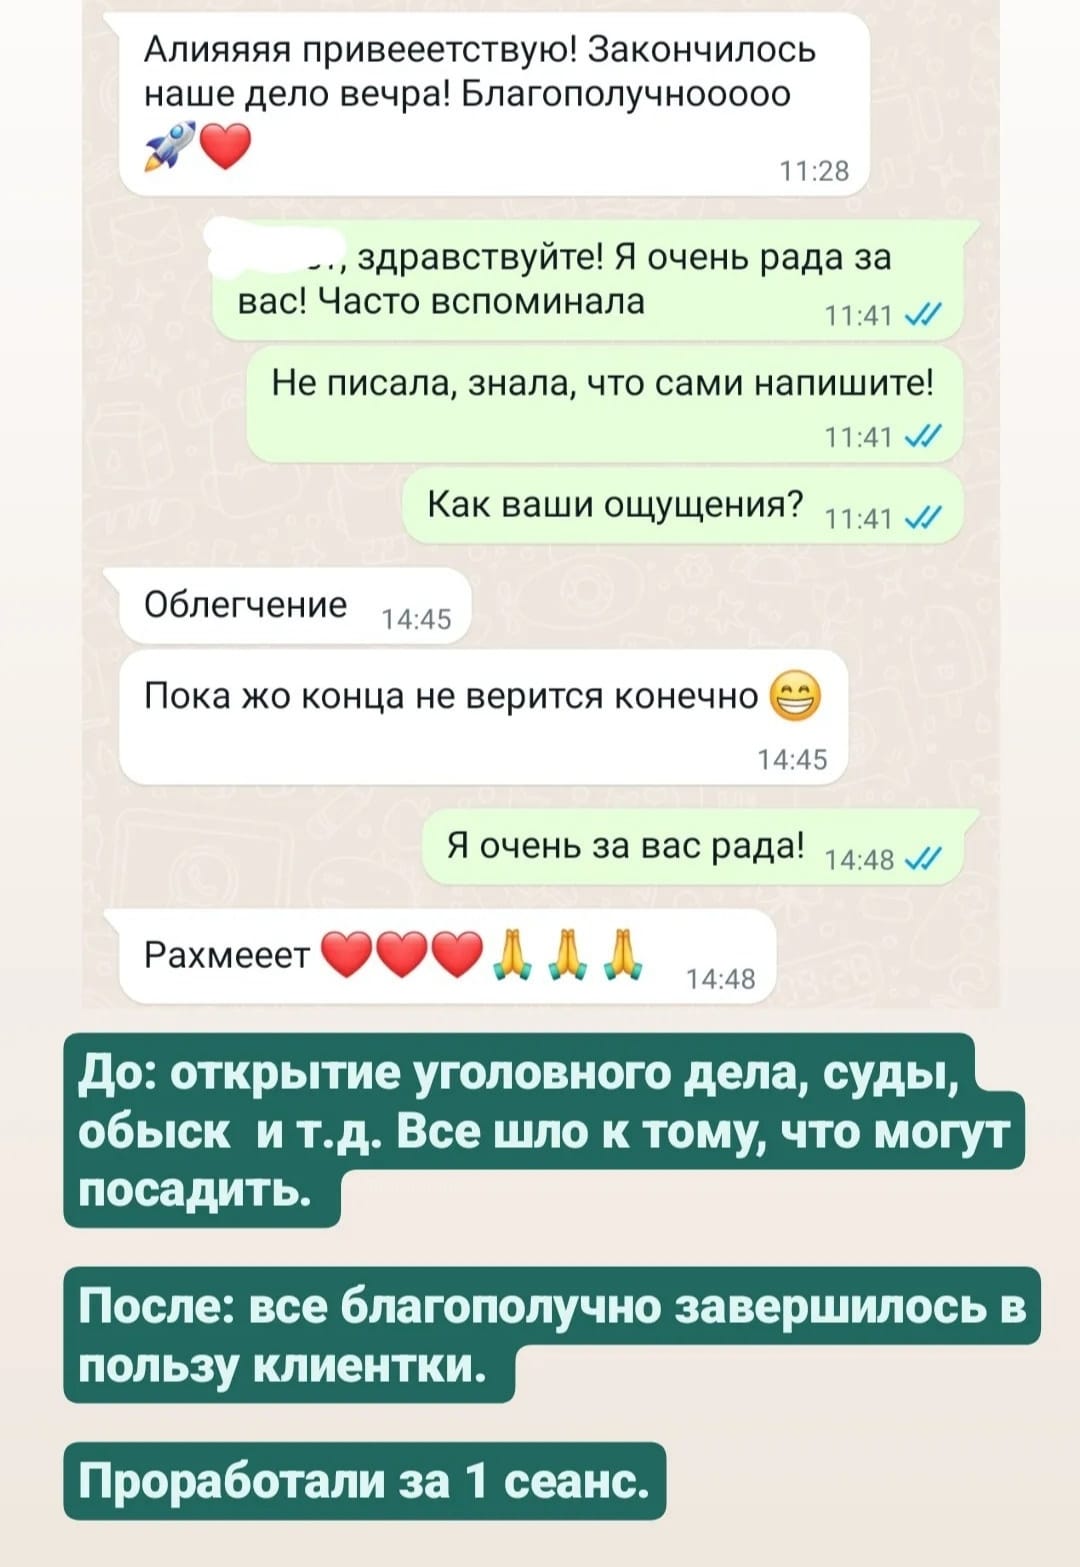 Алияяяя привееетствую! Закончилось
наше дело вечра! Благополучнооооо
🚀❤️
11:28
, здравствуйте! Я очень рада за
вас! Часто вспоминала 11:41
Не писала, знала, что сами напишите!
11:41
Как ваши ощущения? 11:41
Облегчение 14:45
Пока жо конца не верится конечно 😁
14:45
Я очень за вас рада! 14:48
Рахмееет ❤️❤️❤️🙏🙏🙏 14:48
До: открытие уголовного дела, суды,
обыск и т.д. Все шло к тому, что могут
посадить.
После: все благополучно завершилось в
пользу клиентки.
Проработали за 1 сеанс.